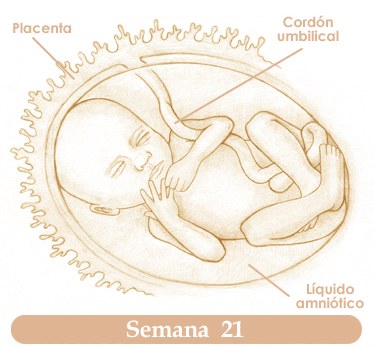 Placenta
Cordón
umbilical
Líquido
amniótico
Semana 21